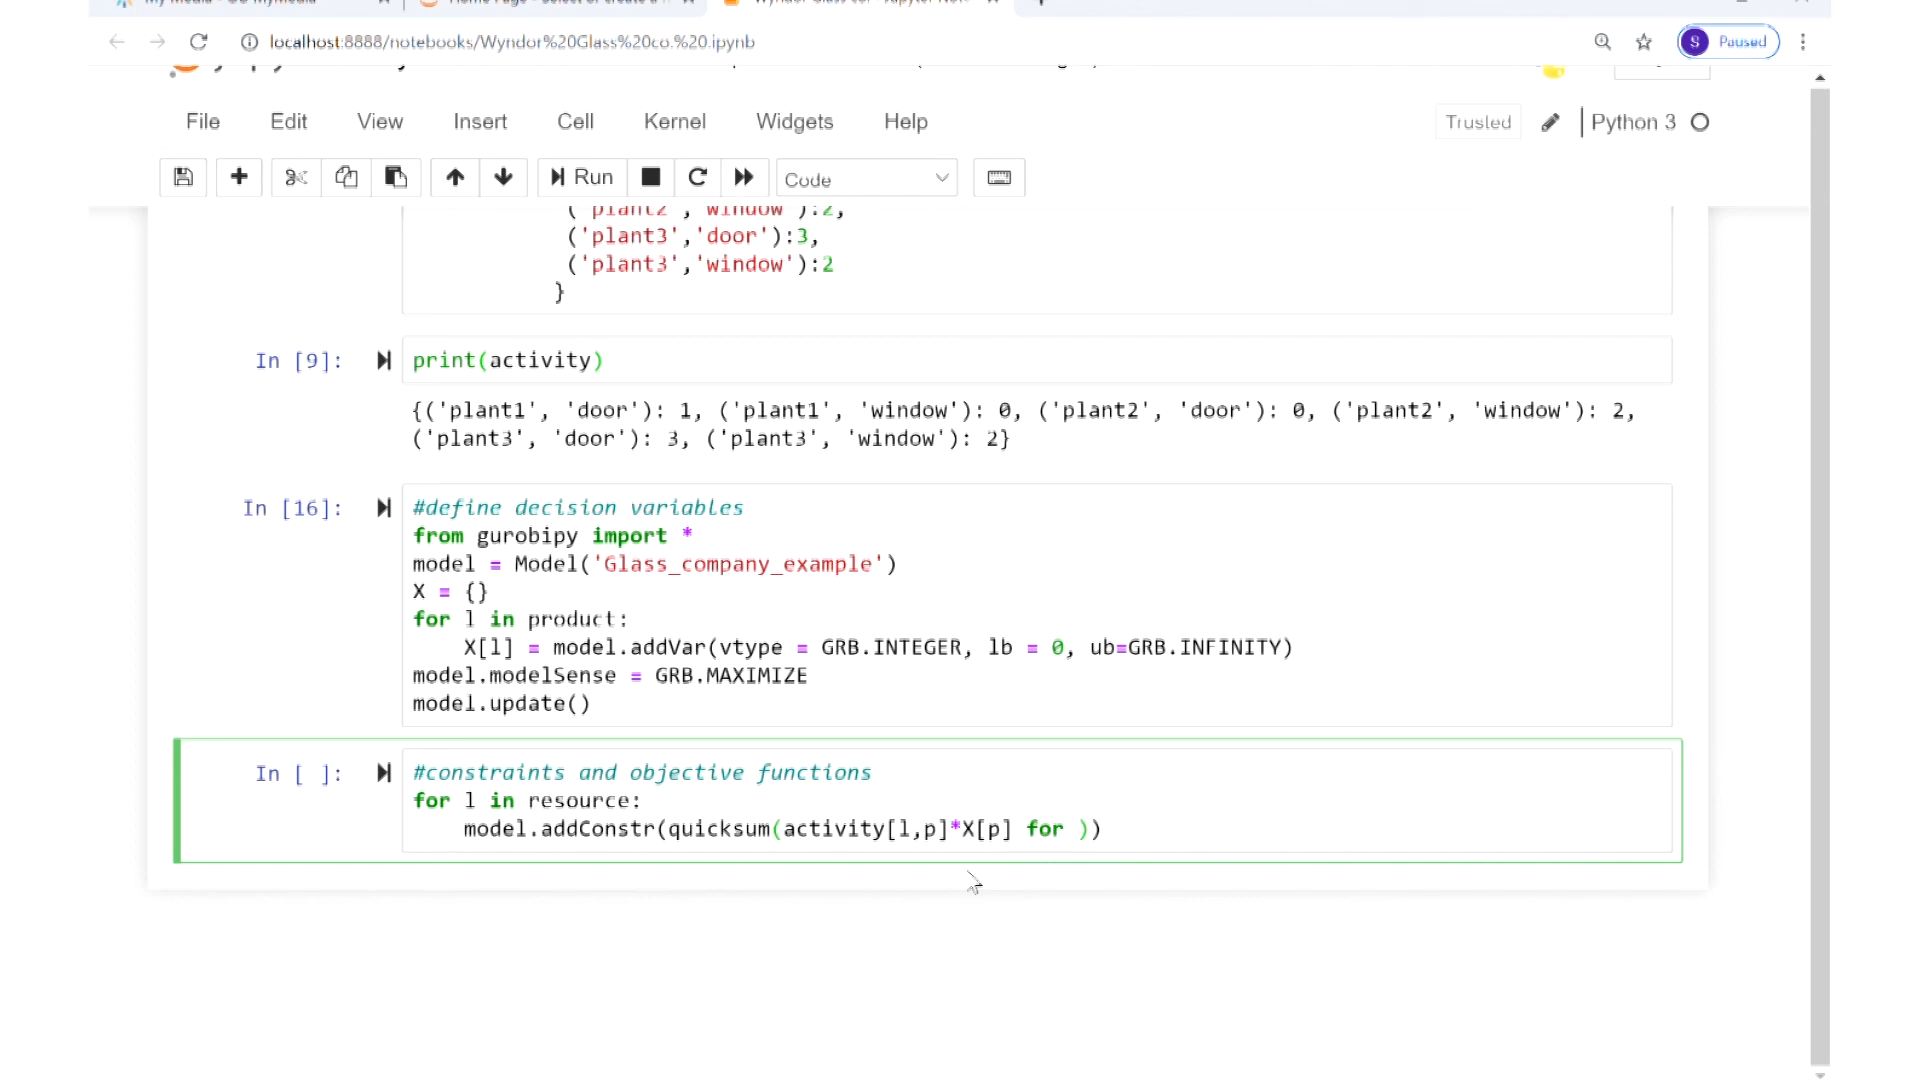 localhost:8888/notebooks/Wyndor%20Glass%20co.%20.ipynb
Paused
File Edit View Insert Cell Kernel Widgets Help
Trusted
Python 3
Run
Code
('plant2','window'):2,
('plant3','door'):3,
('plant3','window'):2
}
In [9]:
print(activity)
{('plant1', 'door'): 1, ('plant1', 'window'): 0, ('plant2', 'door'): 0, ('plant2', 'window'): 2,
('plant3', 'door'): 3, ('plant3', 'window'): 2}
In [16]:
#define decision variables
from gurobipy import *
model = Model('Glass_company_example')
X = {}
for l in product:
X[l] = model.addVar(vtype = GRB.INTEGER, lb = 0, ub=GRB.INFINITY)
model.modelSense = GRB.MAXIMIZE
model.update()
In [ ]:
#constraints and objective functions
for l in resource:
model.addConstr(quicksum(activity[l,p]*X[p] for ))